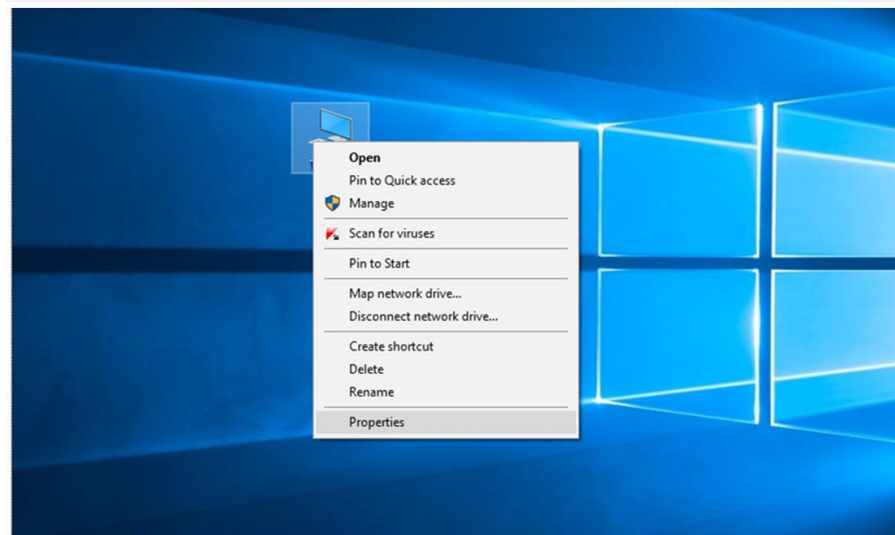 Open
Pin to Quick access
Manage
Scan for viruses
Pin to Start
Map network drive...
Disconnect network drive...
Create shortcut
Delete
Rename
Properties